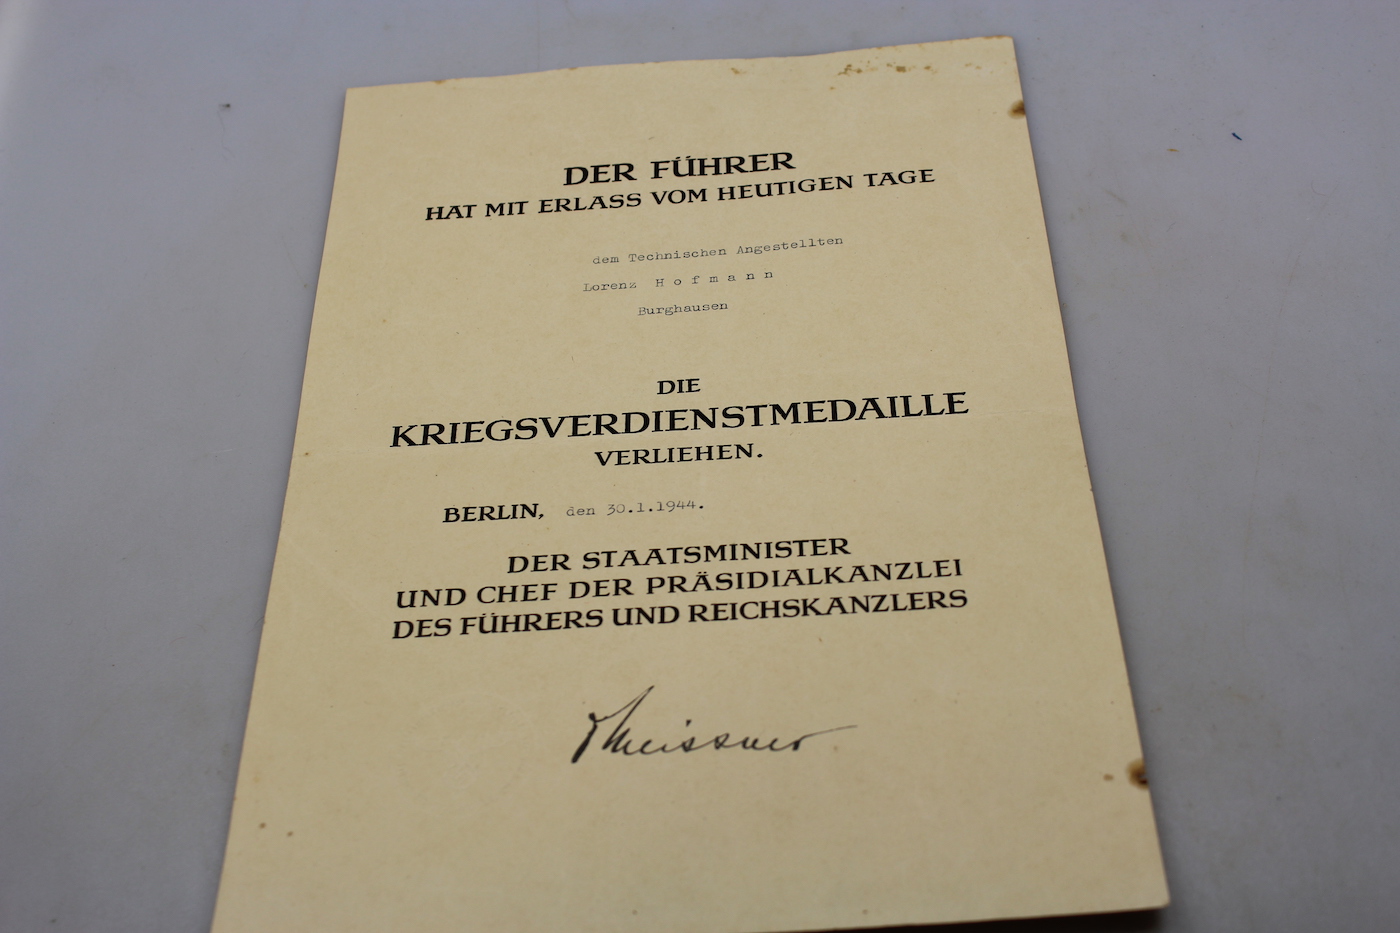 DER FÜHRER
HAT MIT ERLASS VOM HEUTIGEN TAGE
dem Technischen Angestellten
Lorenz H o f m a n n
Burghausen
DIE
KRIEGSVERDIENSTMEDAILLE
VERLIEHEN.
BERLIN, den 30.1.1944.
DER STAATSMINISTER
UND CHEF DER PRÄSIDIALKANZLEI
DES FÜHRERS UND REICHSKANZLERS
Meissner